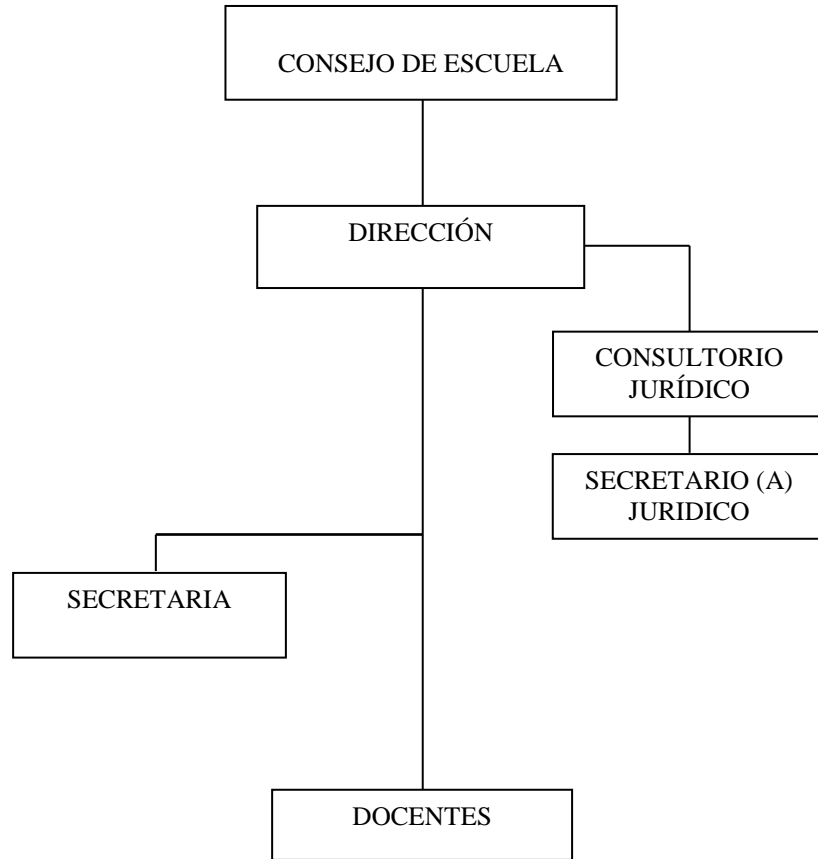 CONSEJO DE ESCUELA
DIRECCIÓN
CONSULTORIO
JURÍDICO
SECRETARIO (A)
JURIDICO
SECRETARIA
DOCENTES